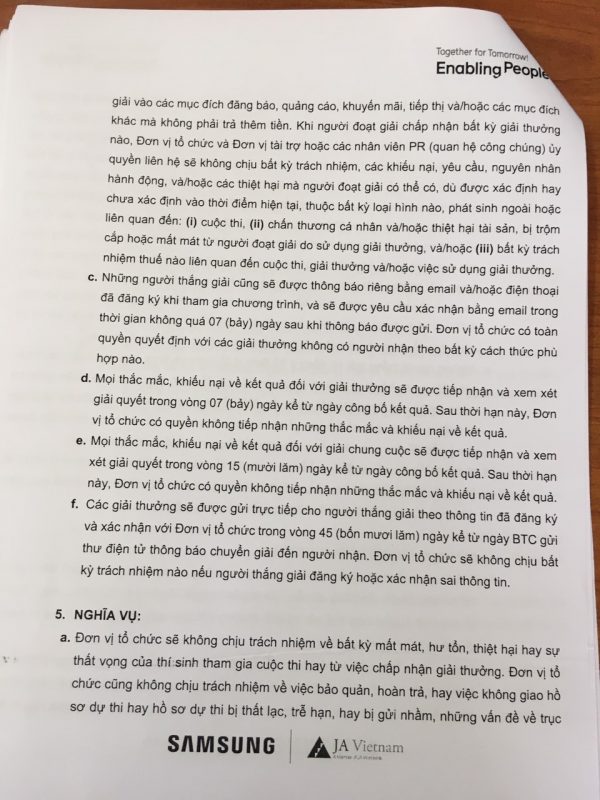 Together for Tomorrow!
Enabling People
giải vào các mục đích đăng báo, quảng cáo, khuyến mãi, tiếp thị và/hoặc các mục đích
khác mà không phải trả thêm tiền. Khi người đoạt giải chấp nhận bất kỳ giải thưởng
nào, Đơn vị tổ chức và Đơn vị tài trợ hoặc các nhân viên PR (quan hệ công chúng) ủy
quyền liên hệ sẽ không chịu bất kỳ trách nhiệm, các khiếu nại, yêu cầu, nguyên nhân
hành động, và/hoặc các thiệt hại mà người đoạt giải có thể có, dù được xác định hay
chưa xác định vào thời điểm hiện tại, thuộc bất kỳ loại hình nào, phát sinh ngoài hoặc
liên quan đến: (i) cuộc thi, (ii) chấn thương cá nhân và/hoặc thiệt hại tài sản, bị trộm
cắp hoặc mất mát từ người đoạt giải do sử dụng giải thưởng, và/hoặc (iii) bất kỳ trách
nhiệm thuế nào liên quan đến cuộc thi, giải thưởng và/hoặc việc sử dụng giải thưởng.
c. Những người thắng giải cũng sẽ được thông báo riêng bằng email và/hoặc điện thoại
đã đăng ký khi tham gia chương trình, và sẽ được yêu cầu xác nhận bằng email trong
thời gian không quá 07 (bảy) ngày sau khi thông báo được gửi. Đơn vị tổ chức có toàn
quyền quyết định với các giải thưởng không có người nhận theo bất kỳ cách thức phù
hợp nào.
d. Mọi thắc mắc, khiếu nại về kết quả đối với giải thưởng sẽ được tiếp nhận và xem xét
giải quyết trong vòng 07 (bảy) ngày kể từ ngày công bố kết quả. Sau thời hạn này, Đơn
vị tổ chức có quyền không tiếp nhận những thắc mắc và khiếu nại về kết quả.
e. Mọi thắc mắc, khiếu nại về kết quả đối với giải chung cuộc sẽ được tiếp nhận và xem
xét giải quyết trong vòng 15 (mười lăm) ngày kể từ ngày công bố kết quả. Sau thời hạn
này, Đơn vị tổ chức có quyền không tiếp nhận những thắc mắc và khiếu nại về kết quả.
f. Các giải thưởng sẽ được gửi trực tiếp cho người thắng giải theo thông tin đã đăng ký
và xác nhận với Đơn vị tổ chức trong vòng 45 (bốn mươi lăm) ngày kể từ ngày BTC gửi
thư điện tử thông báo chuyển giải đến người nhận. Đơn vị tổ chức sẽ không chịu bất
kỳ trách nhiệm nào nếu người thắng giải đăng ký hoặc xác nhận sai thông tin.
5. NGHĨA VỤ:
a. Đơn vị tổ chức sẽ không chịu trách nhiệm về bất kỳ mất mát, hư tổn, thiệt hại hay sự
thất vọng của thí sinh tham gia cuộc thi hay từ việc chấp nhận giải thưởng. Đơn vị tổ
chức cũng không chịu trách nhiệm về việc bảo quản, hoàn trả, hay việc không giao hồ
sơ dự thi hay hồ sơ dự thi bị thất lạc, trễ hạn, hay bị gửi nhầm, những vấn đề về trục
SAMSUNG
JA Vietnam